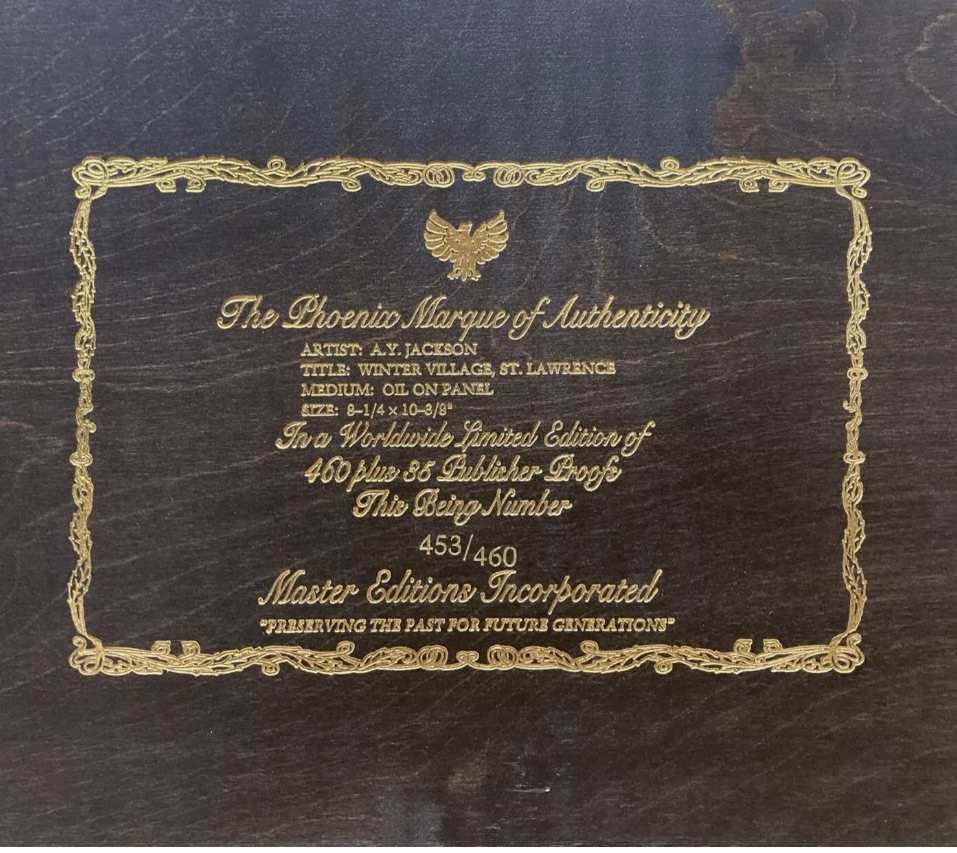 The Phoenix Marque of Authenticity
ARTIST: A.Y. JACKSON
TITLE: WINTER VILLAGE, ST. LAWRENCE
MEDIUM: OIL ON PANEL
SIZE: 8-1/4 x 10-3/8"
In a Worldwide Limited Edition of
460 plus 35 Publisher Proofs
This Being Number
453/460
Master Editions Incorporated
"PRESERVING THE PAST FOR FUTURE GENERATIONS"